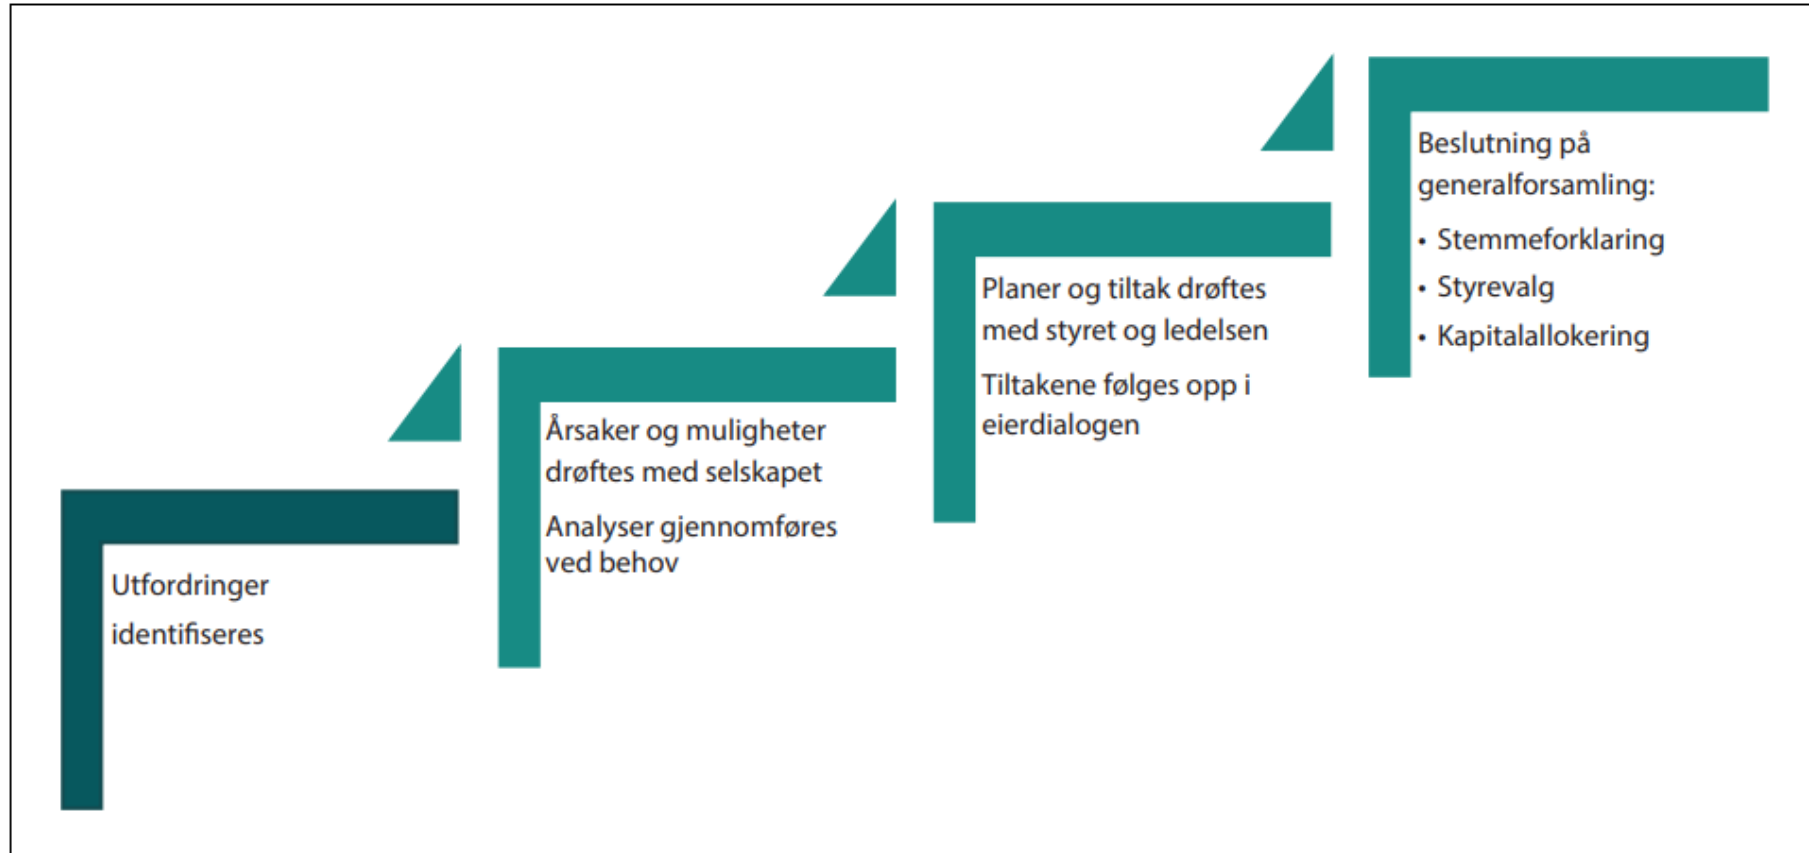 Utfordringer
identifiseres
Årsaker og muligheter
drøftes med selskapet
Analyser gjennomføres
ved behov
Planer og tiltak drøftes
med styret og ledelsen
Tiltakene følges opp i
eierdialogen
Beslutning på
generalforsamling:
• Stemmeforklaring
• Styrevalg
• Kapitalallokering